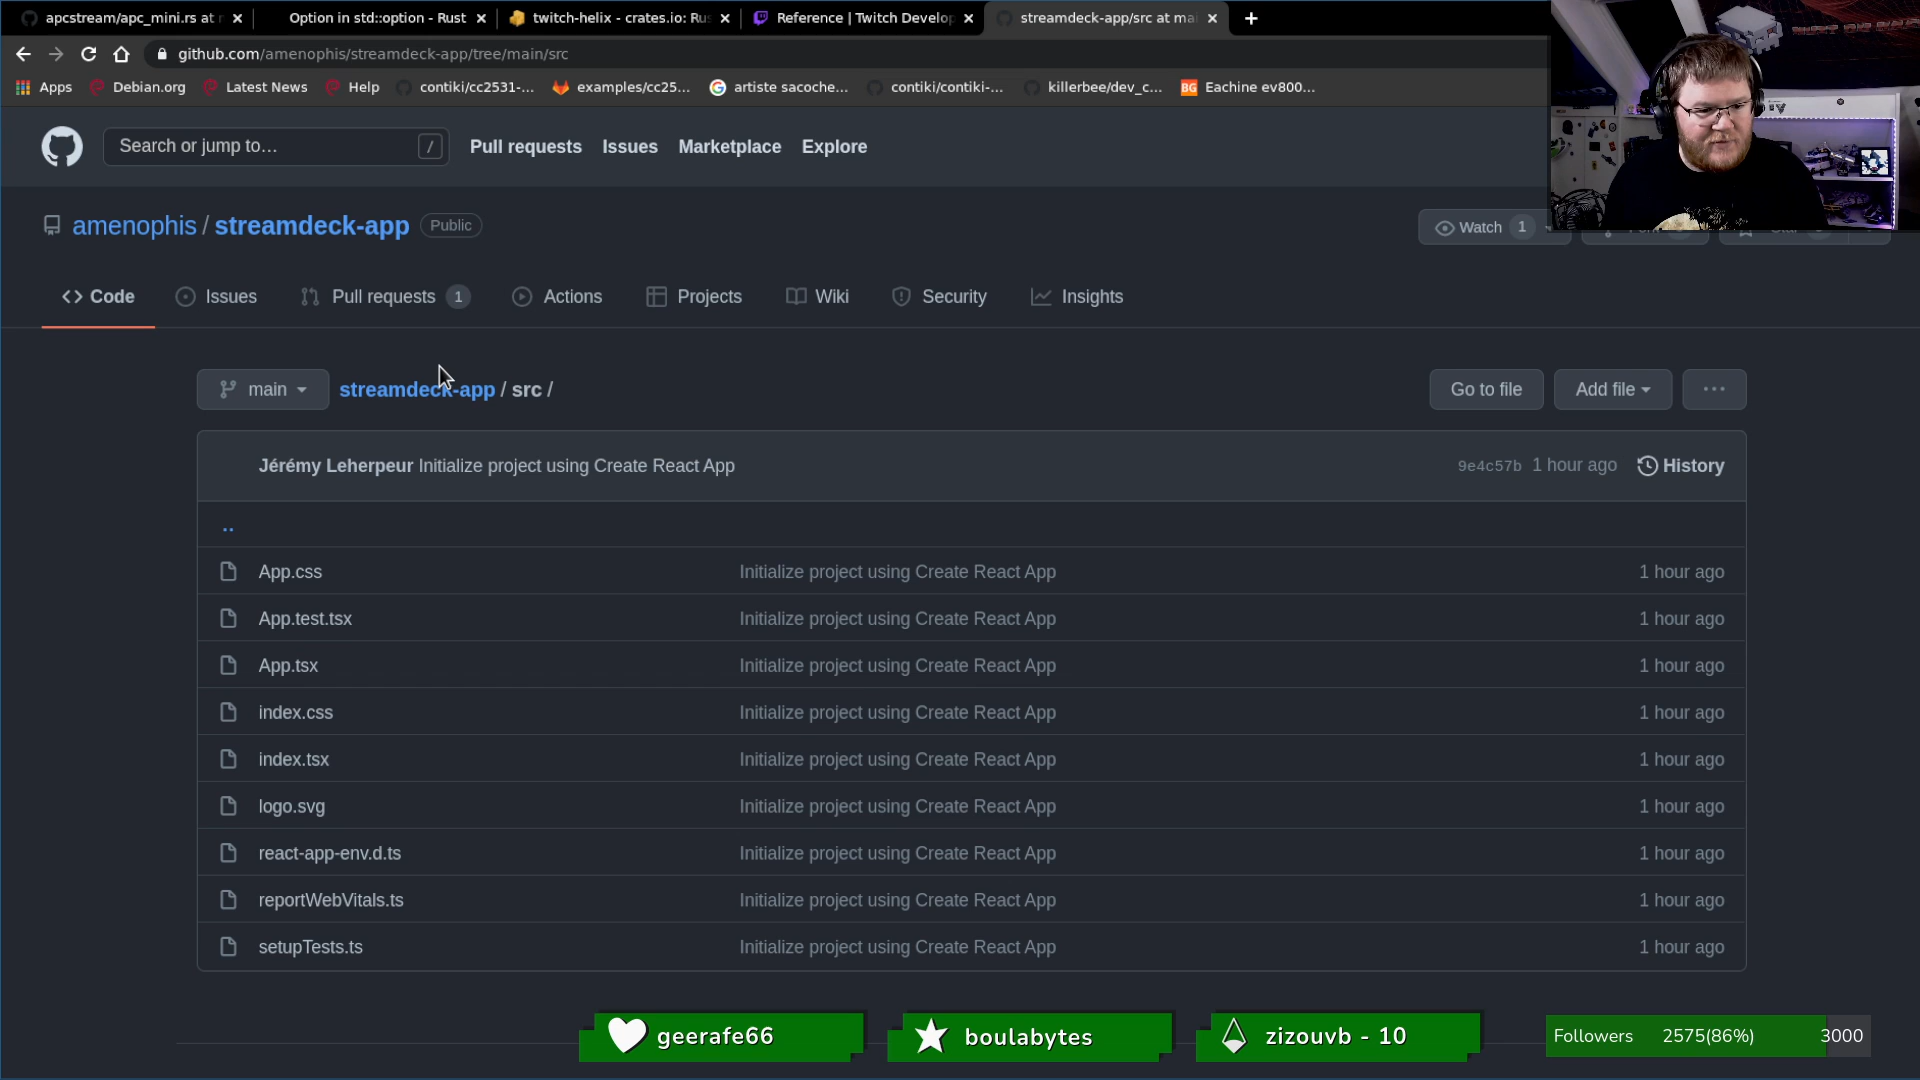 apcstream/apc_mini.rs at
Option in std::option - Rust
twitch-helix - crates.io: Ru
Reference | Twitch Develop
streamdeck-app/src at mai
github.com/amenophis/streamdeck-app/tree/main/src
Apps
Debian.org
Latest News
Help
contiki/cc2531-...
examples/cc25...
artiste sacoche...
contiki/contiki-...
killerbee/dev_c...
BG Eachine ev800...
Search or jump to...
/
Pull requests
Issues
Marketplace
Explore
amenophis / streamdeck-app
Public
Watch 1
<> Code
Issues
Pull requests 1
Actions
Projects
Wiki
Security
Insights
main
streamdeck-app / src /
Go to file
Add file
...
Jérémy Leherpeur Initialize project using Create React App
9e4c57b 1 hour ago
History
..
App.css Initialize project using Create React App 1 hour ago
App.test.tsx Initialize project using Create React App 1 hour ago
App.tsx Initialize project using Create React App 1 hour ago
index.css Initialize project using Create React App 1 hour ago
index.tsx Initialize project using Create React App 1 hour ago
logo.svg Initialize project using Create React App 1 hour ago
react-app-env.d.ts Initialize project using Create React App 1 hour ago
reportWebVitals.ts Initialize project using Create React App 1 hour ago
setupTests.ts Initialize project using Create React App 1 hour ago
geerafe66
boulabytes
zizouvb - 10
Followers 2575(86%) 3000